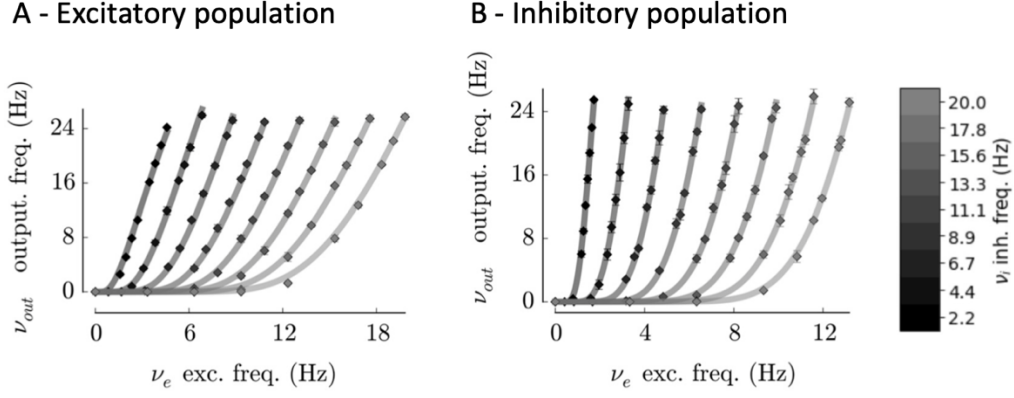 A - Excitatory population
B - Inhibitory population
ν_out output. freq. (Hz)
24
16
8
0
0 6 12 18
ν_e exc. freq. (Hz)
ν_out output. freq. (Hz)
24
16
8
0
0 4 8 12
ν_e exc. freq. (Hz)
20.0
17.8
15.6
13.3
11.1
8.9
6.7
4.4
2.2
ν_i inh. freq. (Hz)